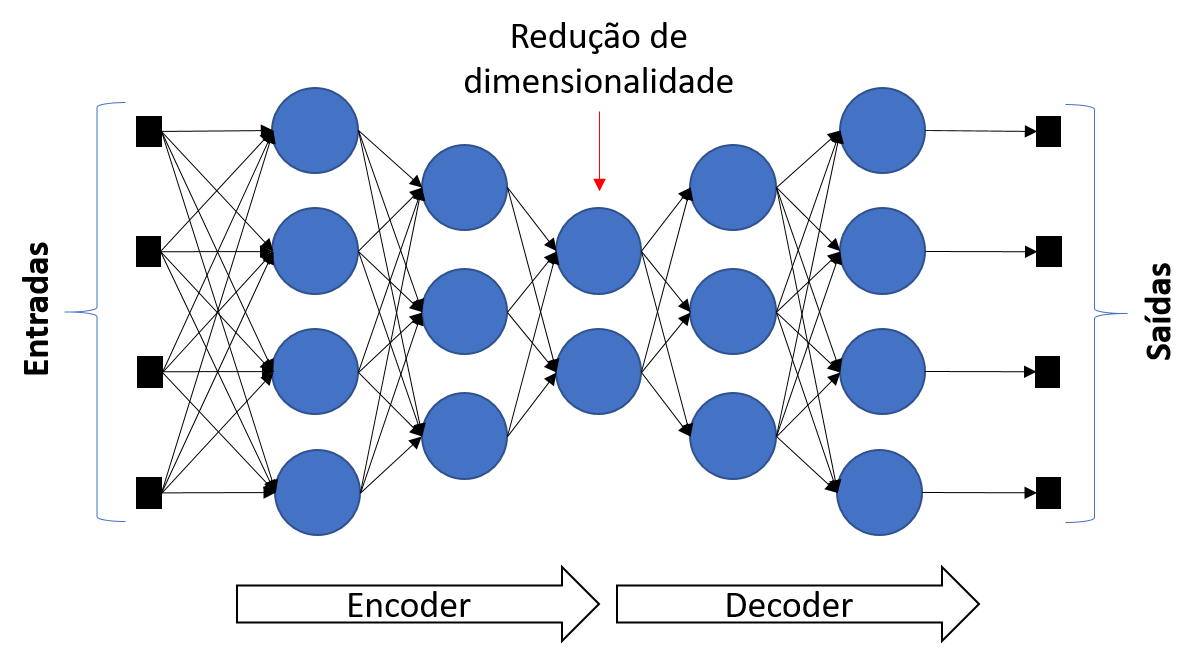 Redução de
dimensionalidade
Entradas
Saídas
Encoder
Decoder